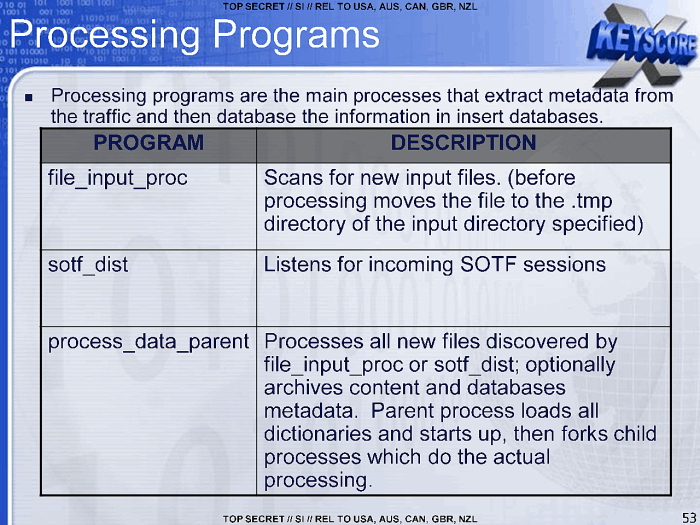 TOP SECRET // SI // REL TO USA, AUS, CAN, GBR, NZL
Processing Programs
KEYSCORE
X
Processing programs are the main processes that extract metadata from
the traffic and then database the information in insert databases.
PROGRAM
DESCRIPTION
file_input_proc
Scans for new input files. (before
processing moves the file to the .tmp
directory of the input directory specified)
sotf_dist
Listens for incoming SOTF sessions
process_data_parent
Processes all new files discovered by
file_input_proc or sotf_dist; optionally
archives content and databases
metadata. Parent process loads all
dictionaries and starts up, then forks child
processes which do the actual
processing.
TOP SECRET // SI // REL TO USA, AUS, CAN, GBR, NZL
53